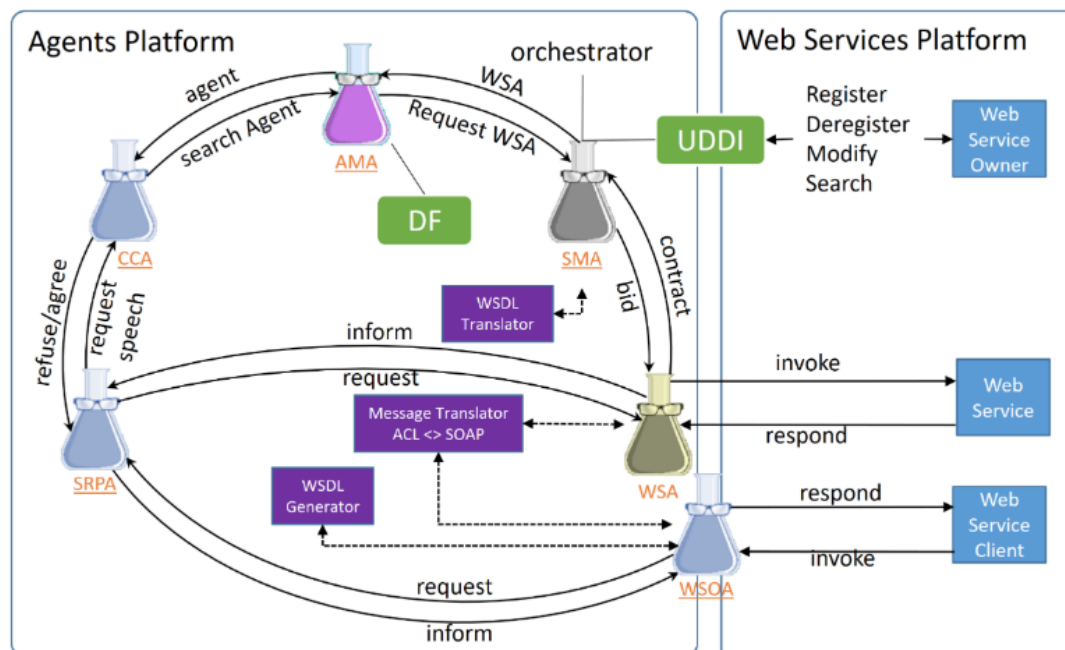 Agents Platform
Web Services Platform
orchestrator
agent
search Agent
WSA
Request WSA
AMA
DF
UDDI
Register
Deregister
Modify
Search
Web
Service
Owner
CCA
SMA
refuse/agree
request
speech
WSDL
Translator
bid
contract
inform
request
invoke
Web
Service
respond
Message Translator
ACL <> SOAP
SRPA
WSA
WSDL
Generator
respond
Web
Service
Client
invoke
WSOA
request
inform